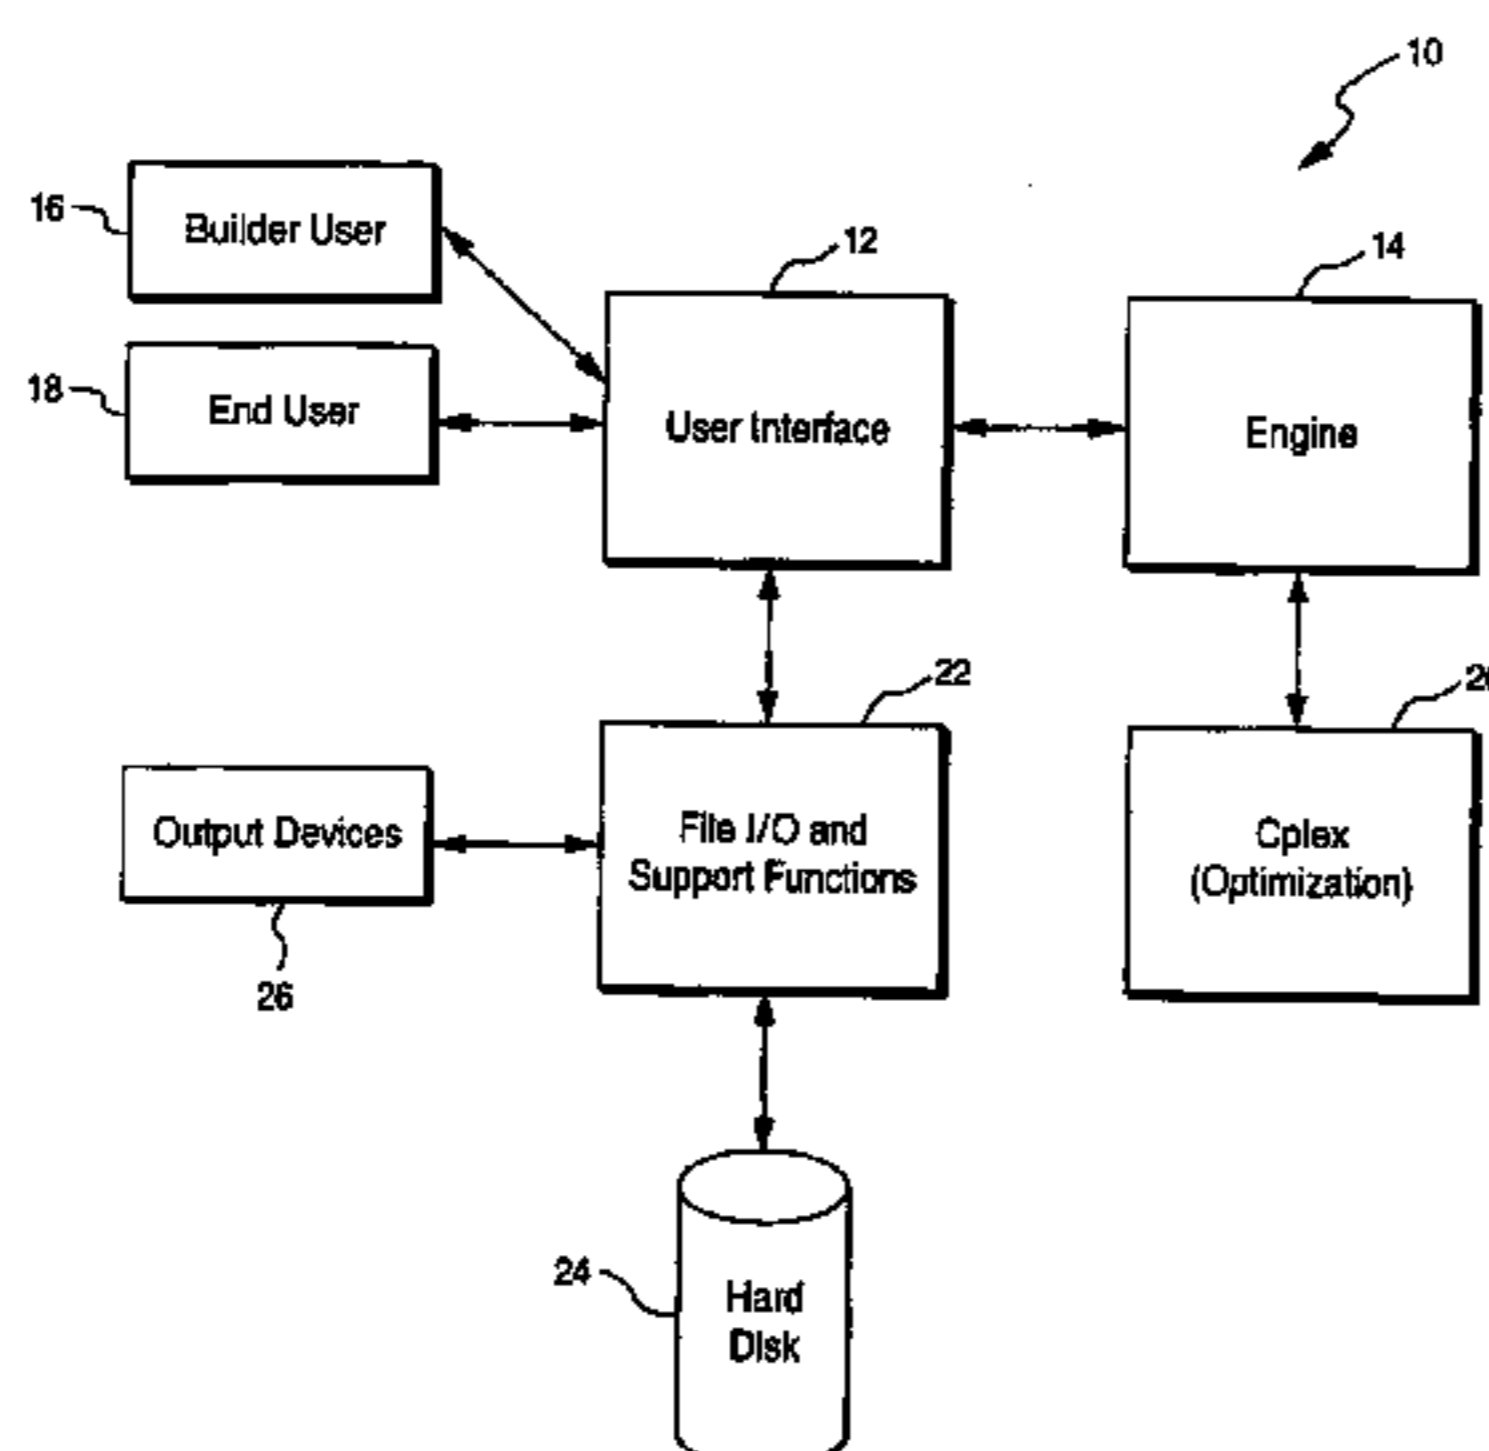 10
16
Builder User
12
14
18
End User
User Interface
Engine
22
Output Devices
File I/O and
Support Functions
Cplex
(Optimization)
26
24
Hard
Disk